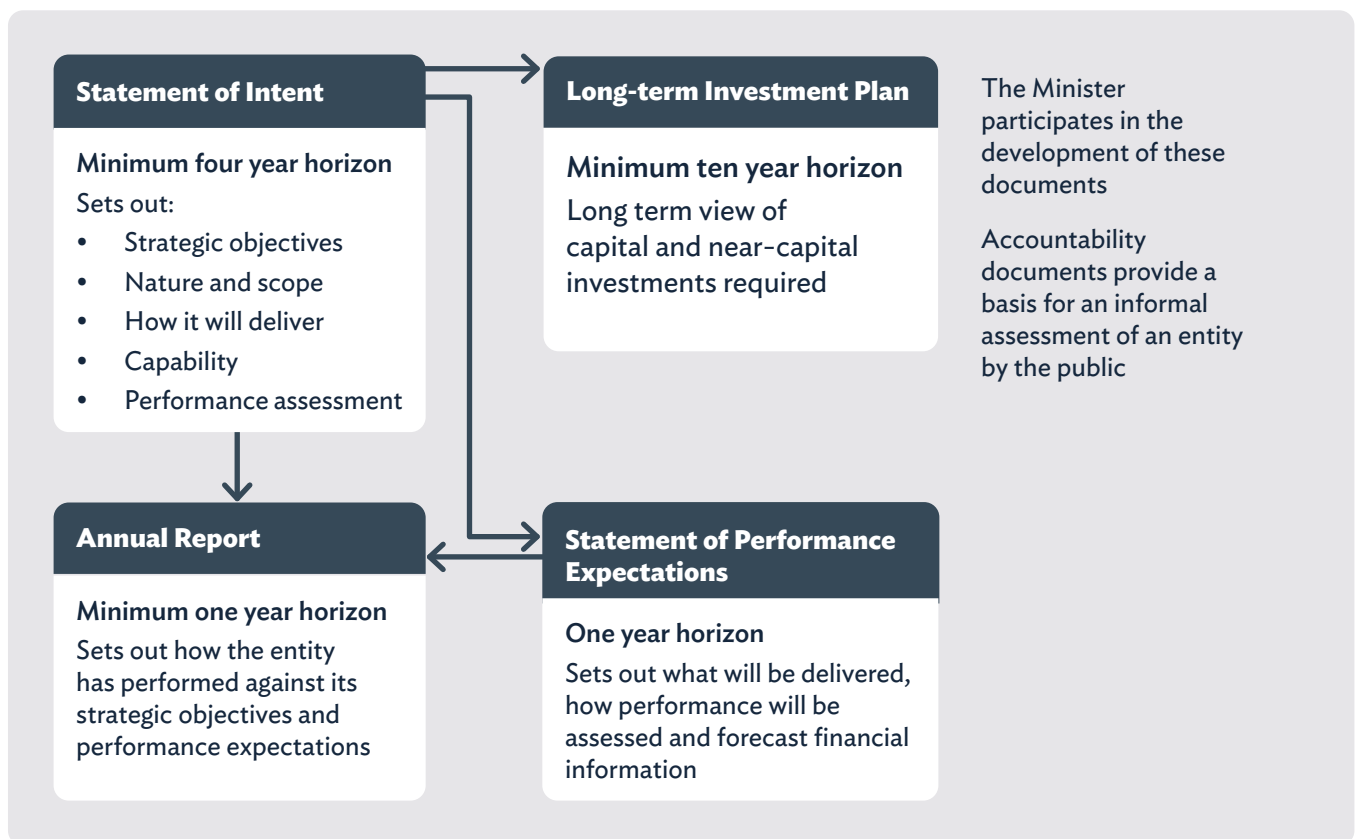 Statement of Intent
Minimum four year horizon
Sets out:
• Strategic objectives
• Nature and scope
• How it will deliver
• Capability
• Performance assessment
Long-term Investment Plan
Minimum ten year horizon
Long term view of
capital and near-capital
investments required
The Minister
participates in the
development of these
documents
Accountability
documents provide a
basis for an informal
assessment of an entity
by the public
Annual Report
Minimum one year horizon
Sets out how the entity
has performed against its
strategic objectives and
performance expectations
Statement of Performance
Expectations
One year horizon
Sets out what will be delivered,
how performance will be
assessed and forecast financial
information